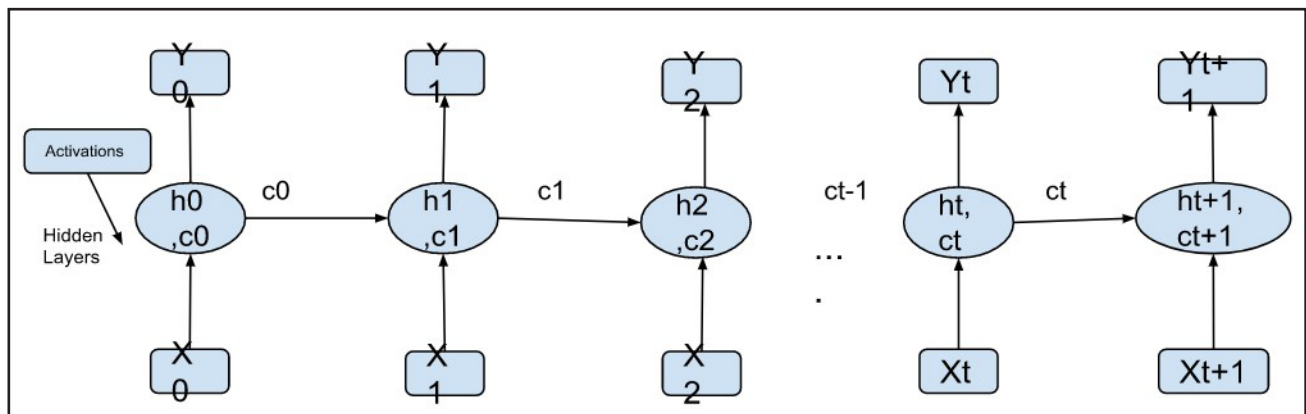 Y
0
Y
1
Y
2
Yt
Yt+
1
Activations
Hidden
Layers
h0
,c0
c0
h1
,c1
c1
h2
,c2
ct-1
...
.
ht,
ct
ct
ht+1,
ct+1
X
0
X
1
X
2
Xt
Xt+1